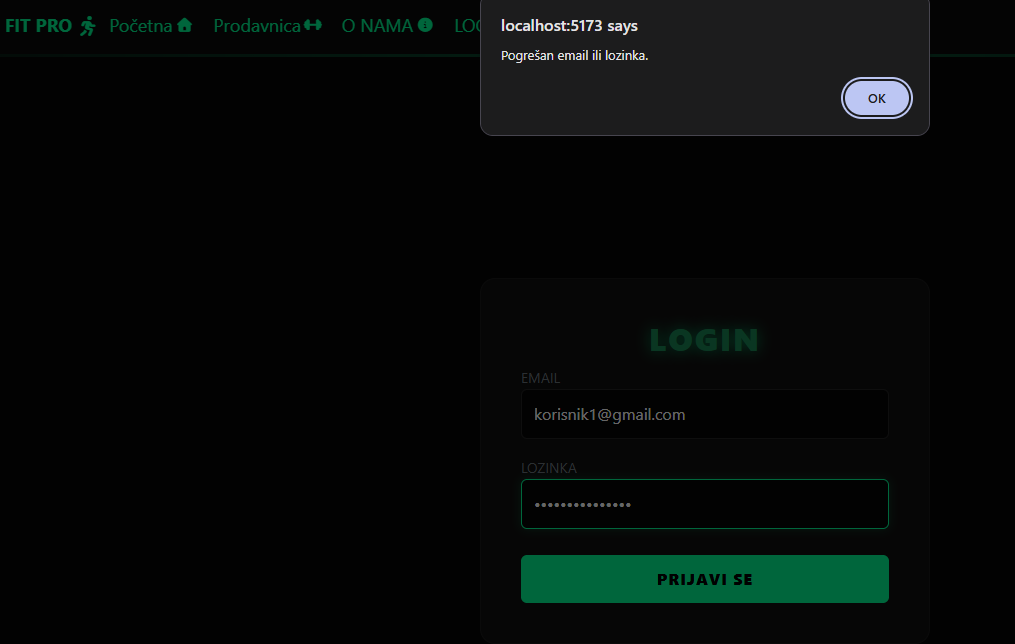 FIT PRO Početna Prodavnica O NAMA LOG
localhost:5173 says
Pogrešan email ili lozinka.
OK
LOGIN
EMAIL
korisnik1@gmail.com
LOZINKA
•••••••••••••••
PRIJAVI SE